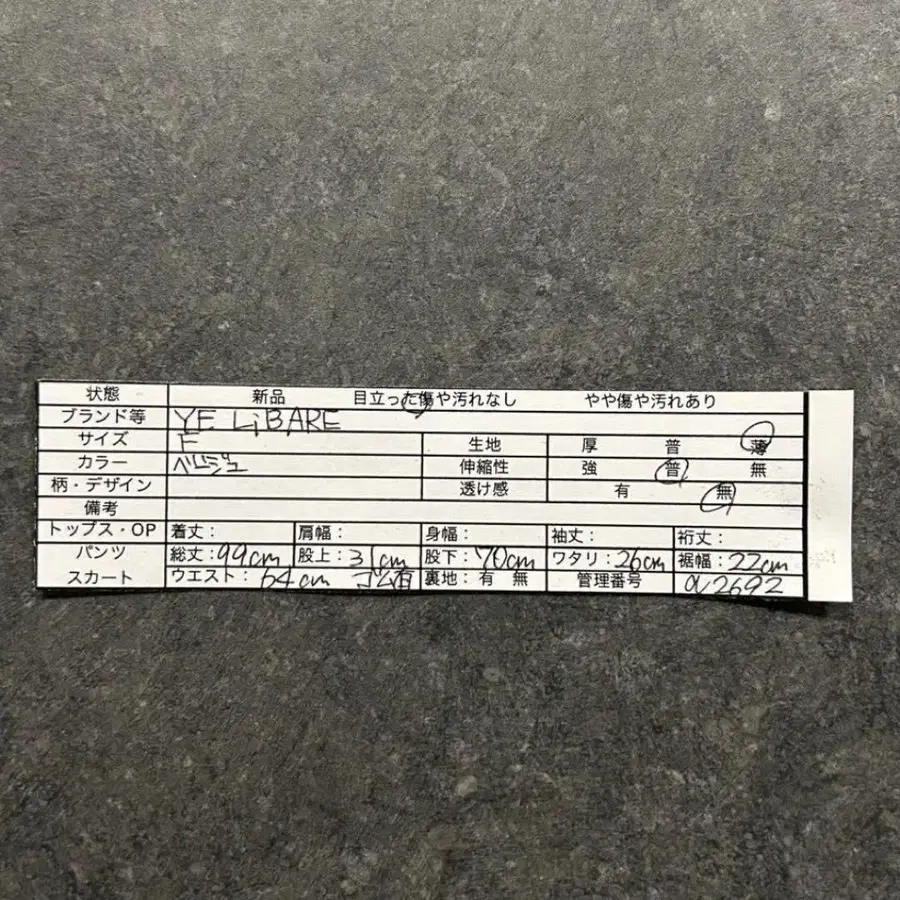 状態 新品 目立った傷や汚れなし やや傷や汚れあり
ブランド等 YE LiBARE
サイズ F 生地 厚 普 薄
カラー ベージュ 伸縮性 強 普 無
柄・デザイン 透け感 有 無
備考
トップス・OP 着丈: 肩幅: 身幅: 袖丈: 裄丈:
パンツ 総丈:99cm 股上:31cm 股下:70cm ワタリ:26cm 裾幅:22cm
スカート ウエスト:64cm ゴム有 裏地:有 無 管理番号 α2692